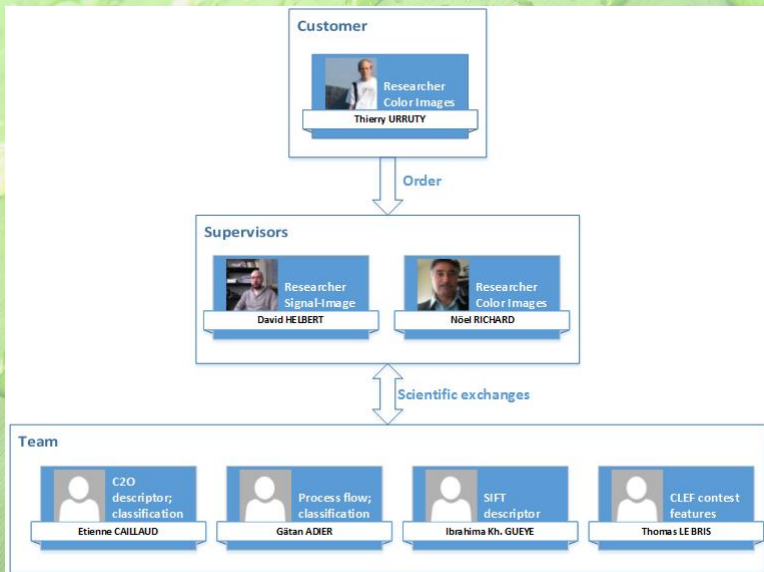 Customer
Researcher
Color Images
Thierry URRUTY
Order
Supervisors
Researcher
Signal-Image
David HELBERT
Researcher
Color Images
Nöel RICHARD
Scientific exchanges
Team
C2O
descriptor;
classification
Etienne CAILLAUD
Process flow;
classification
Gätan ADIER
SIFT
descriptor
Ibrahima Kh. GUEYE
CLEF contest
features
Thomas LE BRIS